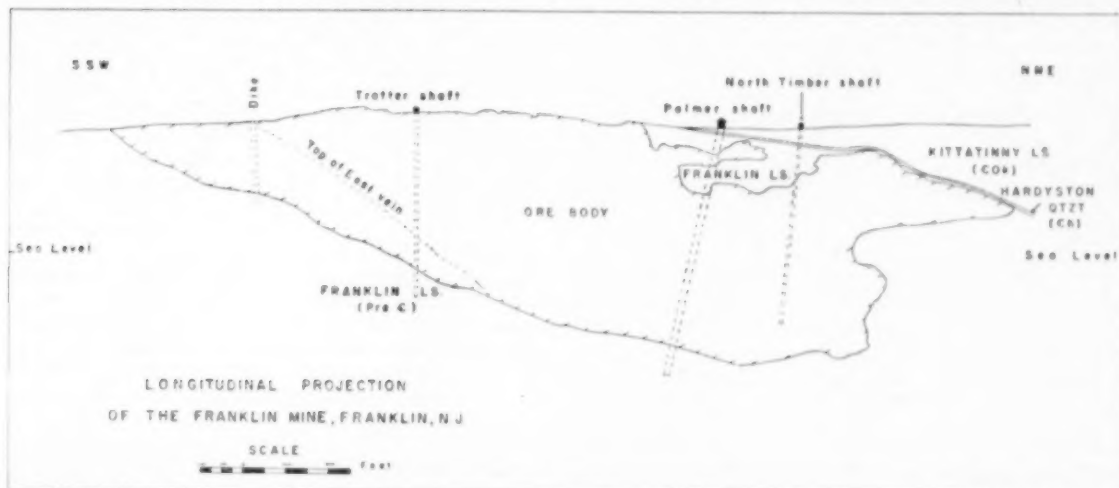 SSW
NNE
Dike
Trotter shaft
North Timber shaft
Palmer shaft
Top of East vein
KITTATINNY LS
(COk)
FRANKLIN LS.
HARDYSTON
QTZT
(Ch)
ORE BODY
Sea Level
Sea Level
FRANKLIN LS.
(Pre Є)
LONGITUDINAL PROJECTION
OF THE FRANKLIN MINE, FRANKLIN, N J
SCALE
Feet